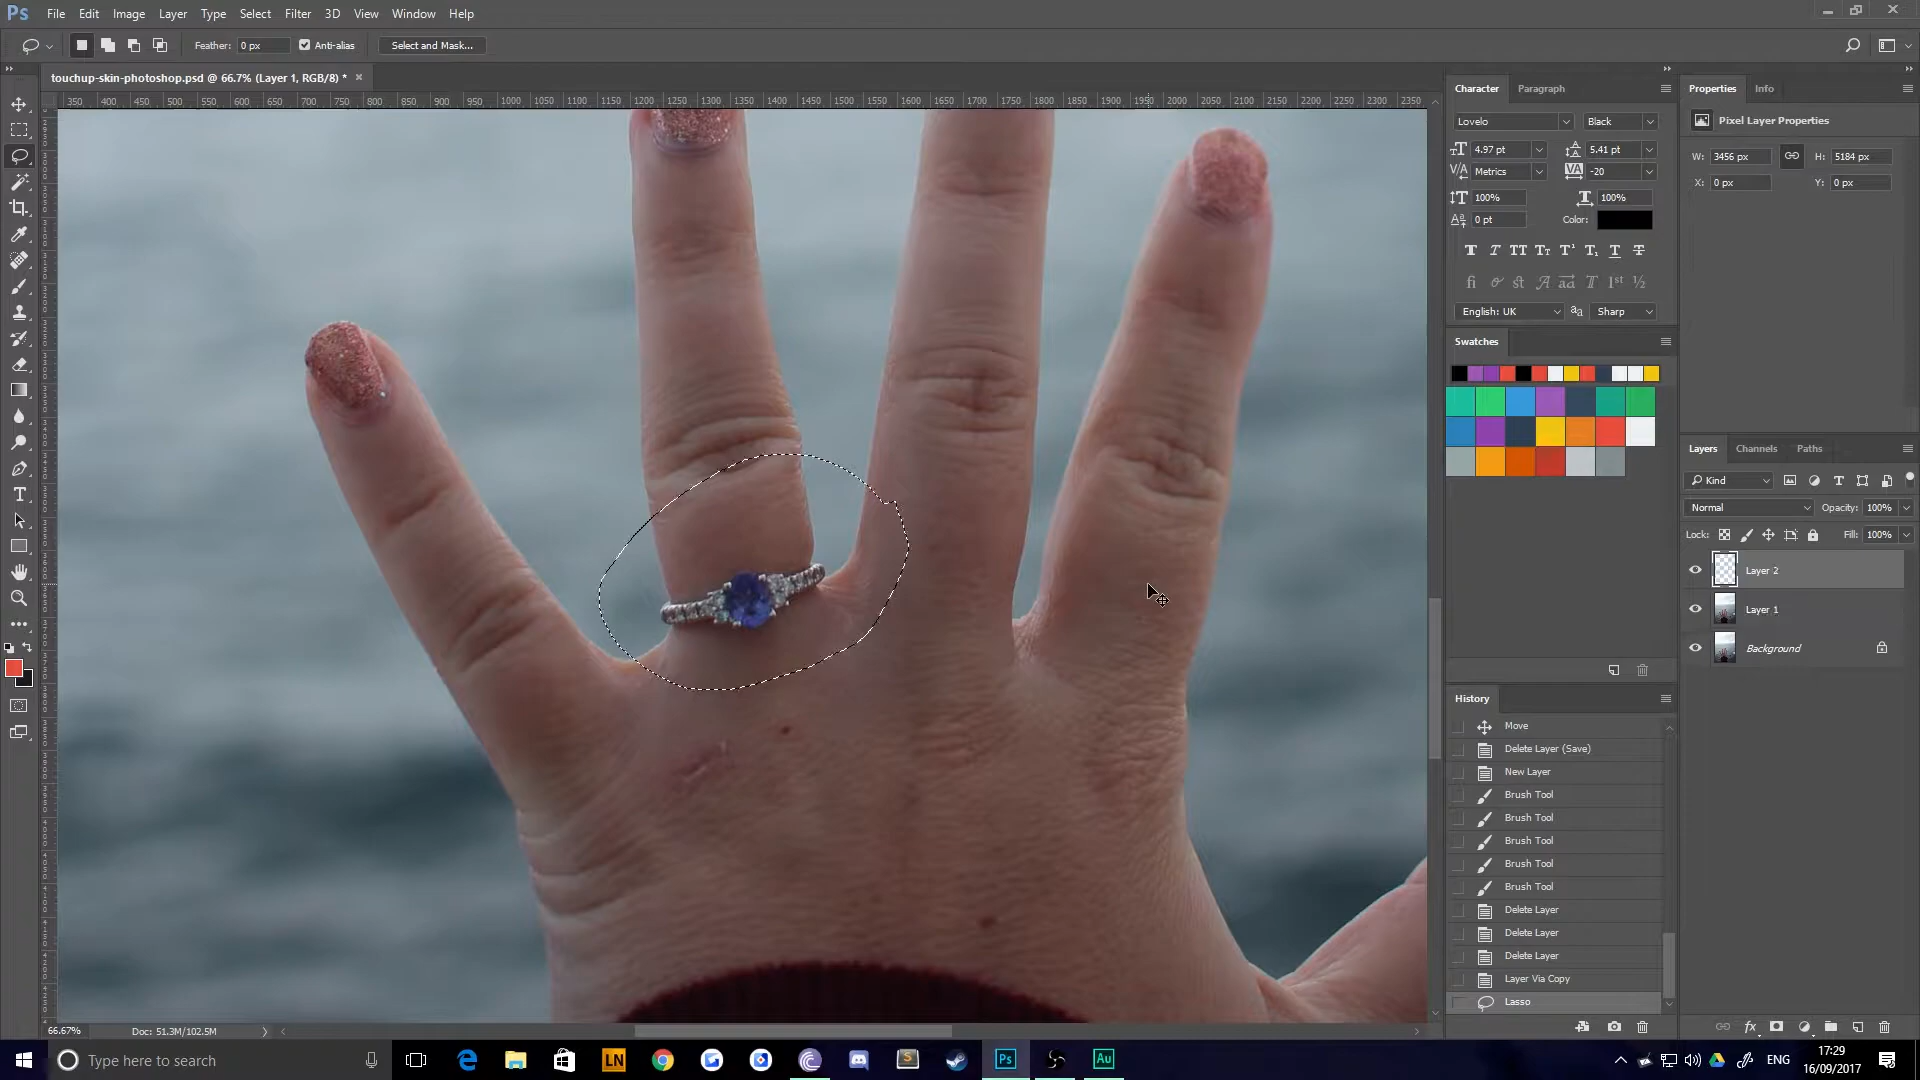 Ps File Edit Image Layer Type Select Filter 3D View Window Help
Feather: 0 px Anti-alias Select and Mask...
touchup-skin-photoshop.psd @ 66.7% (Layer 1, RGB/8) *
350 400 450 500 550 600 650 700 750 800 850 900 950 1000 1050 1100 1150 1200 1250 1300 1350 1400 1450 1500 1550 1600 1650 1700 1750 1800 1850 1900 1950 2000 2050 2100 2150 2200 2250 2300 2350
Character Paragraph
Lovelo Black
4.97 pt 5.41 pt
Metrics -20
100% 100%
0 pt Color:
English: UK Sharp
Swatches
Properties Info
Pixel Layer Properties
W: 3456 px H: 5184 px
X: 0 px Y: 0 px
Layers Channels Paths
Kind
Normal Opacity: 100%
Lock: Fill: 100%
Layer 2
Layer 1
Background
History
Move
Delete Layer (Save)
New Layer
Brush Tool
Brush Tool
Brush Tool
Brush Tool
Brush Tool
Delete Layer
Delete Layer
Delete Layer
Layer Via Copy
Lasso
66.67% Doc: 51.3M/102.5M
Type here to search
LN
Ps
Au
ENG
17:29
16/09/2017